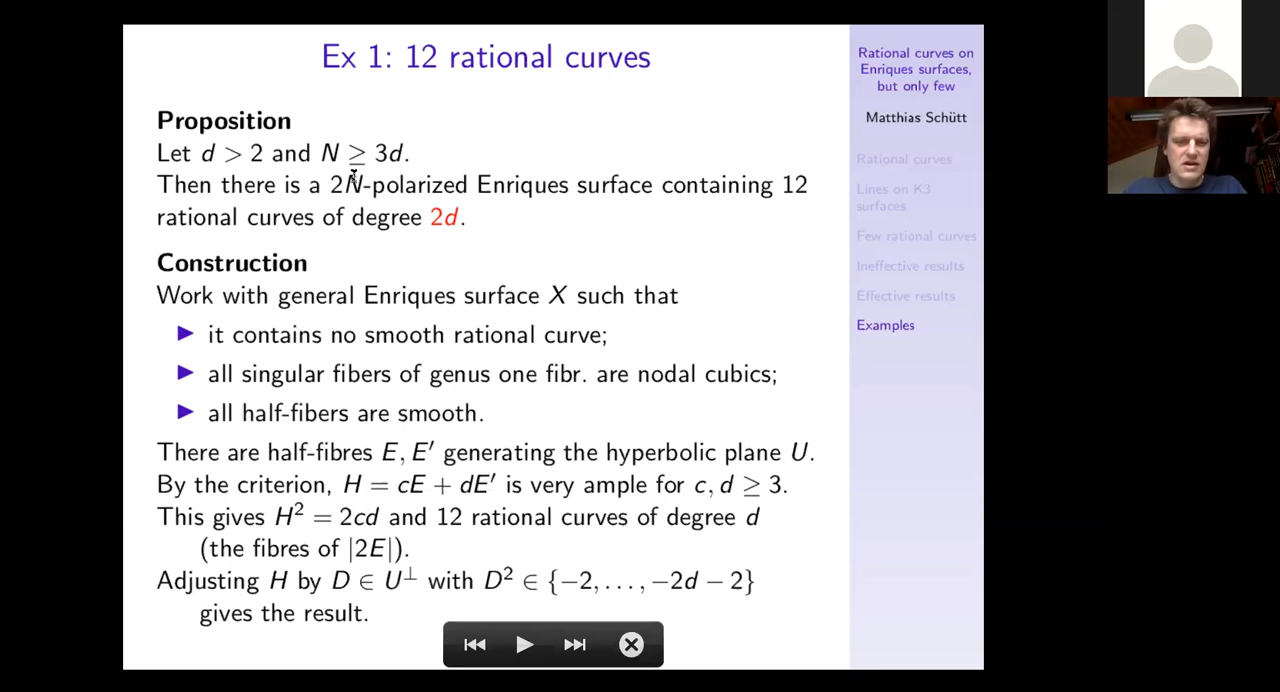 Ex 1: 12 rational curves
Proposition
Let d > 2 and N ≥ 3d.
Then there is a 2N-polarized Enriques surface containing 12
rational curves of degree 2d.
Construction
Work with general Enriques surface X such that
▶ it contains no smooth rational curve;
▶ all singular fibers of genus one fibr. are nodal cubics;
▶ all half-fibers are smooth.
There are half-fibres E, E′ generating the hyperbolic plane U.
By the criterion, H = cE + dE′ is very ample for c, d ≥ 3.
This gives H² = 2cd and 12 rational curves of degree d
(the fibres of |2E|).
Adjusting H by D ∈ U⊥ with D² ∈ {−2, . . . , −2d − 2}
gives the result.
Rational curves on
Enriques surfaces,
but only few
Matthias Schütt
Rational curves
Lines on K3
surfaces
Few rational curves
Ineffective results
Effective results
Examples